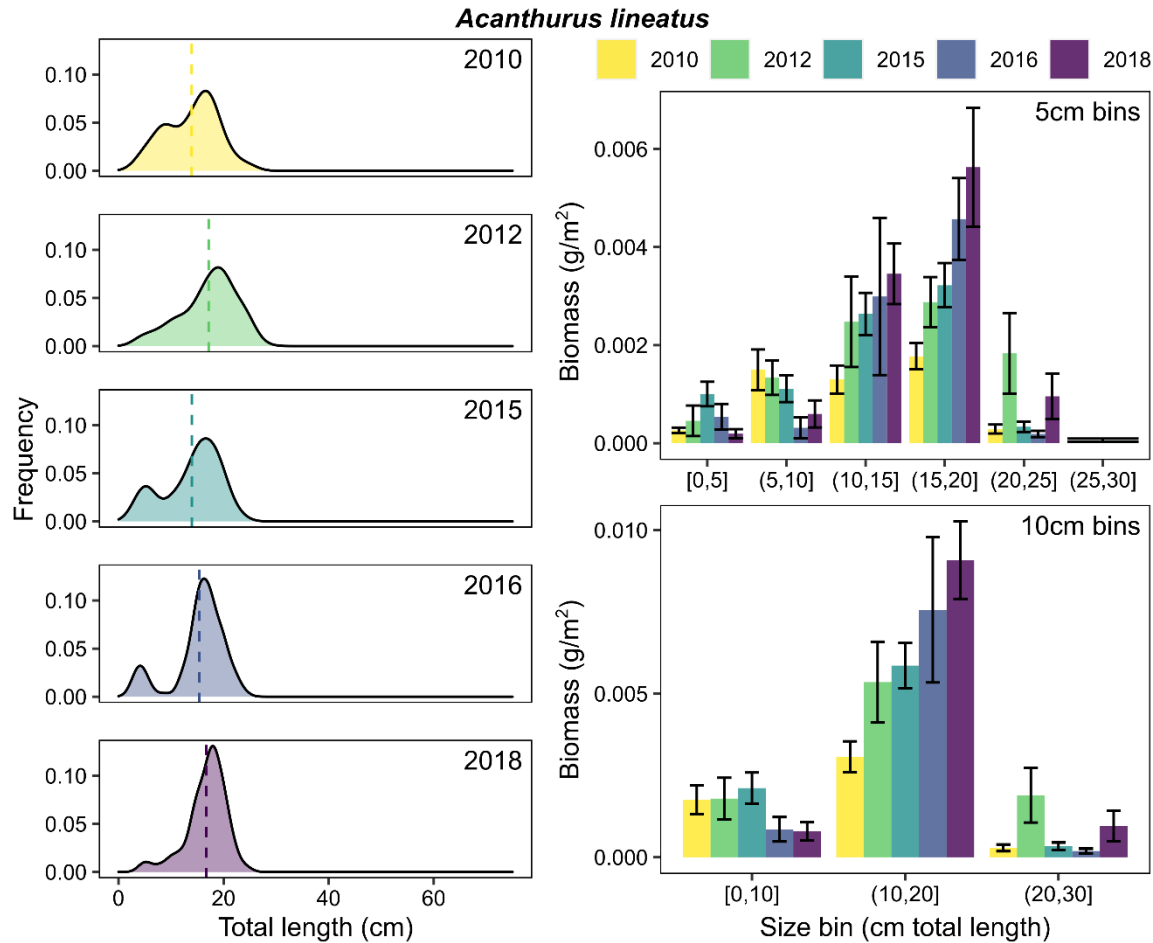 Acanthurus lineatus
2010 2012 2015 2016 2018
Frequency
2010
0.10
0.05
0.00
2012
0.10
0.05
0.00
2015
0.10
0.05
0.00
2016
0.10
0.05
0.00
2018
0.10
0.05
0.00
0 20 40 60
Total length (cm)
5cm bins
Biomass (g/m²)
0.006
0.004
0.002
0.000
[0,5] (5,10] (10,15] (15,20] (20,25] (25,30]
10cm bins
Biomass (g/m²)
0.010
0.005
0.000
[0,10] (10,20] (20,30]
Size bin (cm total length)